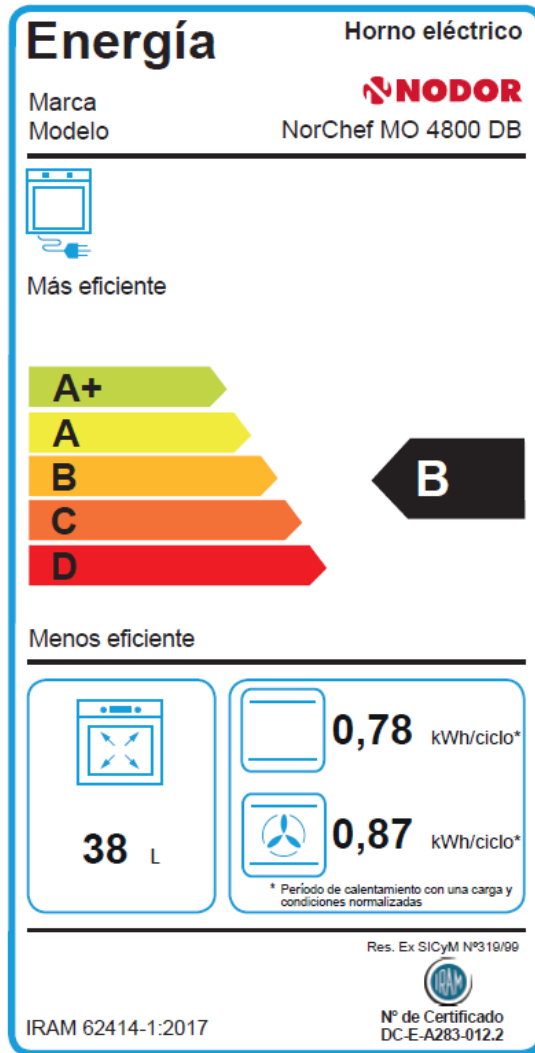 Energía
Horno eléctrico
Marca
NODOR
Modelo
NorChef MO 4800 DB
Más eficiente
A+
A
B
B
C
D
Menos eficiente
38 L
0,78 kWh/ciclo*
0,87 kWh/ciclo*
* Período de calentamiento con una carga y
condiciones normalizadas
Res. Ex SICyM Nº319/99
IRAM
Nº de Certificado
IRAM 62414-1:2017
DC-E-A283-012.2